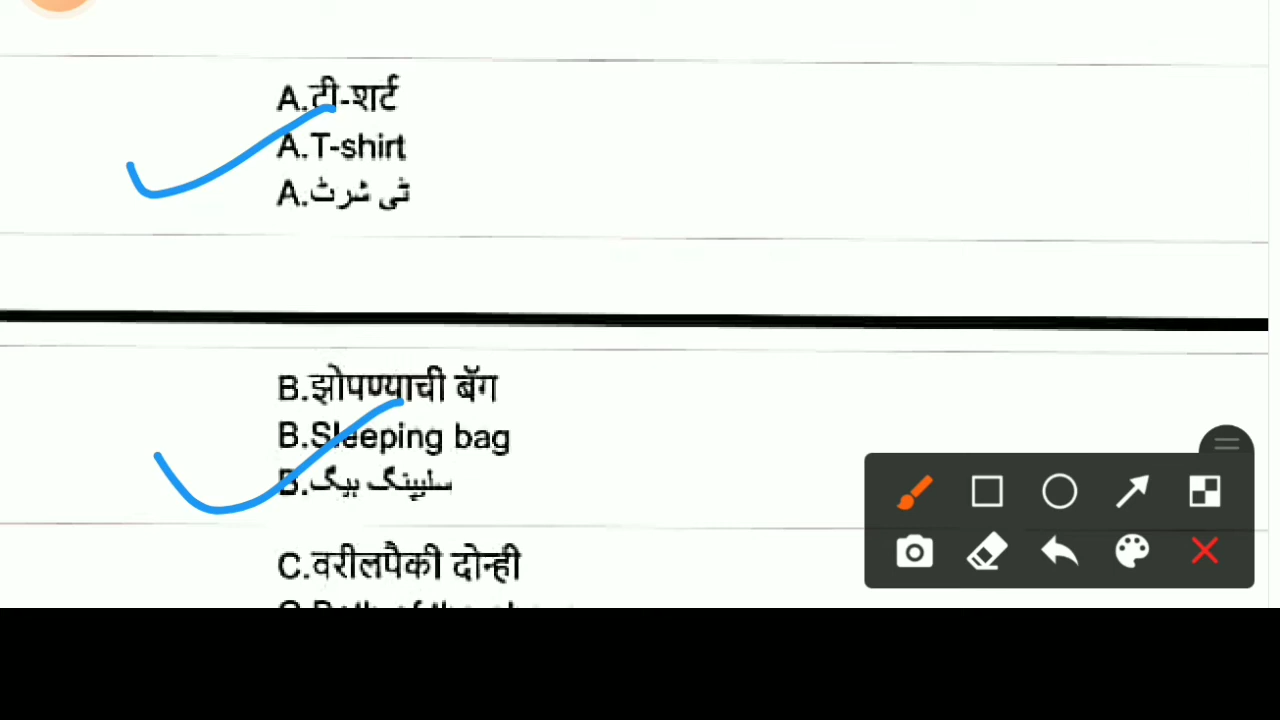 A.टी-शर्ट
A.T-shirt
A.ٹی شرٹ
B.झोपण्याची बॅग
B.Sleeping bag
B.سلیپنگ بیگ
C.वरीलपैकी दोन्ही